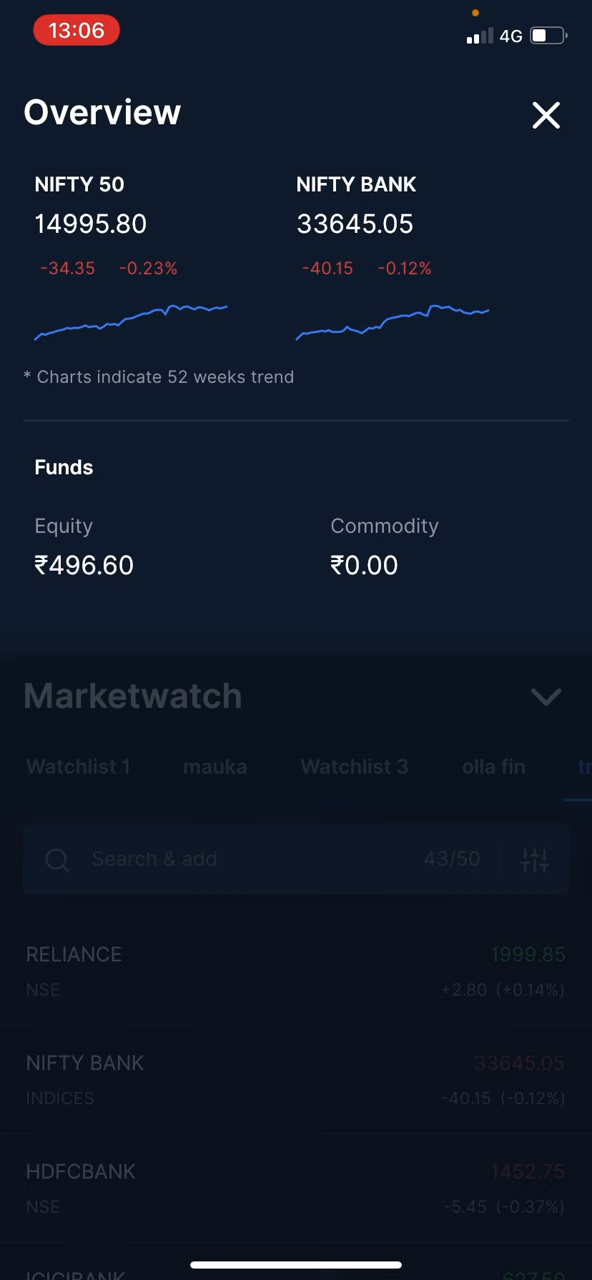 13:06
4G
Overview
NIFTY 50 NIFTY BANK
14995.80 33645.05
-34.35 -0.23% -40.15 -0.12%
* Charts indicate 52 weeks trend
Funds
Equity Commodity
₹496.60 ₹0.00
Marketwatch
Watchlist 1 mauka Watchlist 3 olla fin
Search & add 43/50
RELIANCE 1999.85
NSE +2.80 (+0.14%)
NIFTY BANK 33645.05
INDICES -40.15 (-0.12%)
HDFCBANK 1452.75
NSE -5.45 (-0.37%)
ICICIBANK